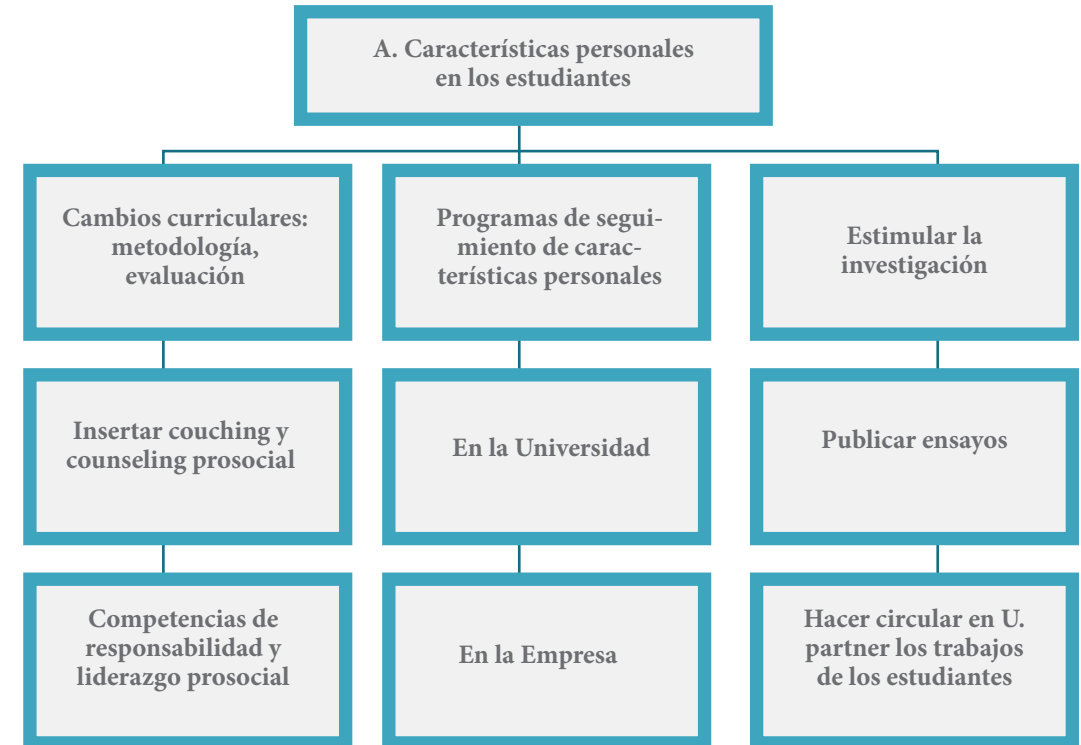 A. Características personales
en los estudiantes
Cambios curriculares:
metodología,
evaluación
Programas de segui-
miento de carac-
terísticas personales
Estimular la
investigación
Insertar couching y
counseling prosocial
En la Universidad
Publicar ensayos
Competencias de
responsabilidad y
liderazgo prosocial
En la Empresa
Hacer circular en U.
partner los trabajos
de los estudiantes